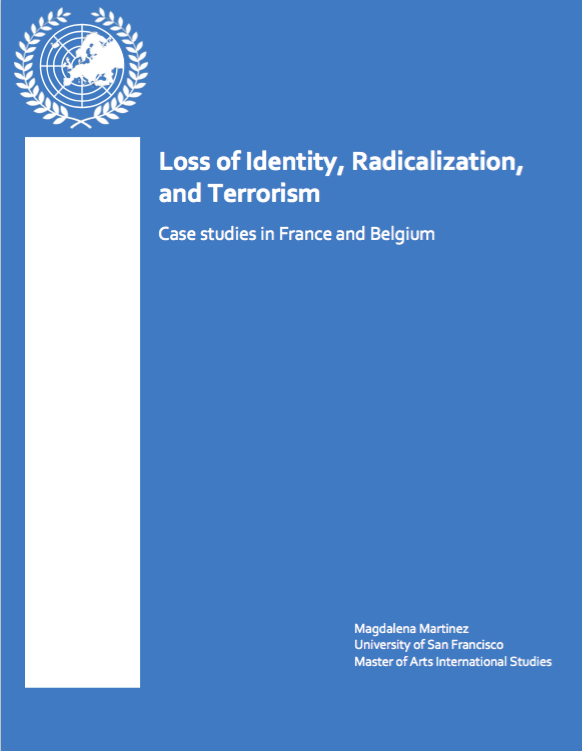 Loss of Identity, Radicalization,
and Terrorism
Case studies in France and Belgium
Magdalena Martinez
University of San Francisco
Master of Arts International Studies